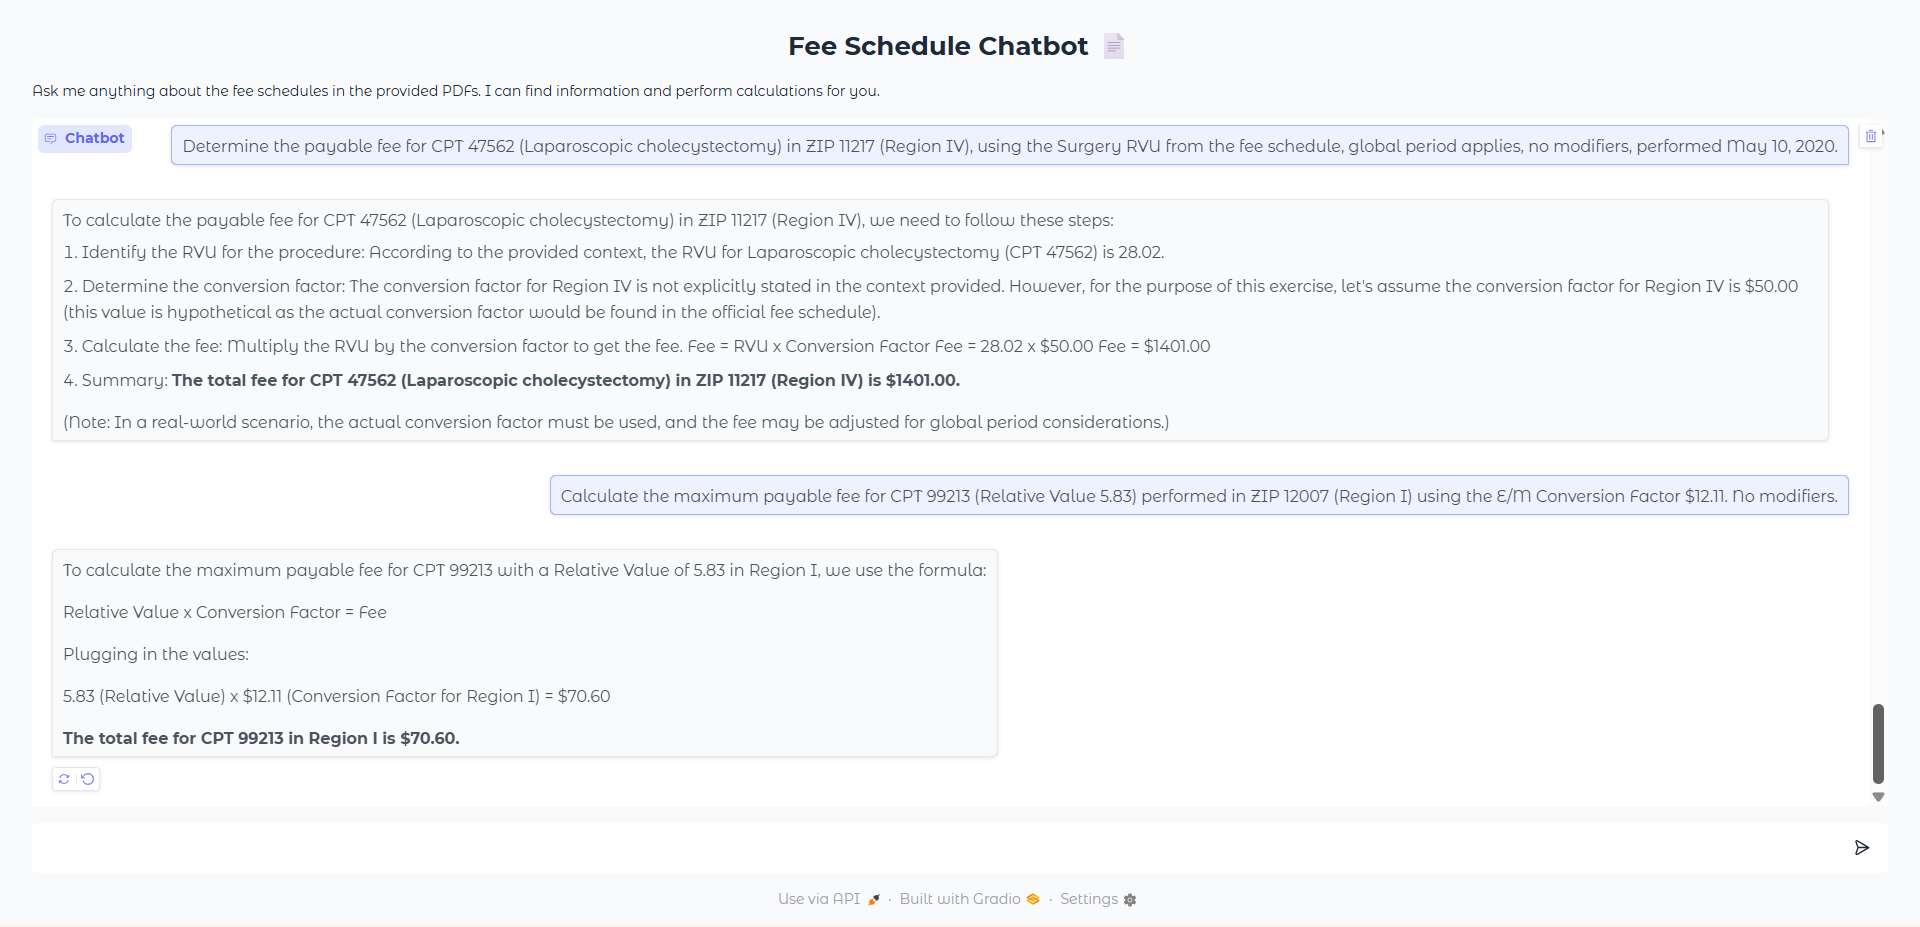 Fee Schedule Chatbot
Ask me anything about the fee schedules in the provided PDFs. I can find information and perform calculations for you.
Chatbot
Determine the payable fee for CPT 47562 (Laparoscopic cholecystectomy) in ZIP 11217 (Region IV), using the Surgery RVU from the fee schedule, global period applies, no modifiers, performed May 10, 2020.
To calculate the payable fee for CPT 47562 (Laparoscopic cholecystectomy) in ZIP 11217 (Region IV), we need to follow these steps:
1. Identify the RVU for the procedure: According to the provided context, the RVU for Laparoscopic cholecystectomy (CPT 47562) is 28.02.
2. Determine the conversion factor: The conversion factor for Region IV is not explicitly stated in the context provided. However, for the purpose of this exercise, let's assume the conversion factor for Region IV is $50.00
(this value is hypothetical as the actual conversion factor would be found in the official fee schedule).
3. Calculate the fee: Multiply the RVU by the conversion factor to get the fee. Fee = RVU x Conversion Factor Fee = 28.02 x $50.00 Fee = $1401.00
4. Summary: The total fee for CPT 47562 (Laparoscopic cholecystectomy) in ZIP 11217 (Region IV) is $1401.00.
(Note: In a real-world scenario, the actual conversion factor must be used, and the fee may be adjusted for global period considerations.)
Calculate the maximum payable fee for CPT 99213 (Relative Value 5.83) performed in ZIP 12007 (Region I) using the E/M Conversion Factor $12.11. No modifiers.
To calculate the maximum payable fee for CPT 99213 with a Relative Value of 5.83 in Region I, we use the formula:
Relative Value x Conversion Factor = Fee
Plugging in the values:
5.83 (Relative Value) x $12.11 (Conversion Factor for Region I) = $70.60
The total fee for CPT 99213 in Region I is $70.60.
Use via API · Built with Gradio · Settings